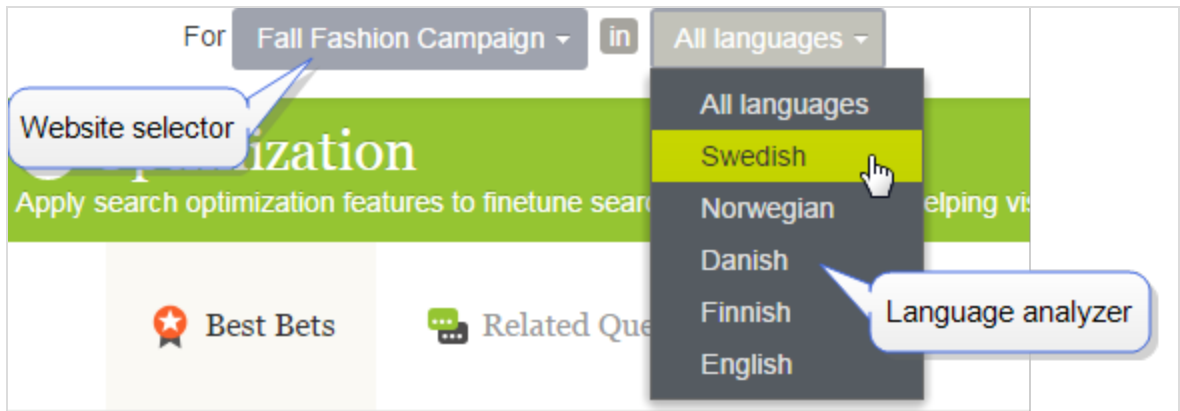 For Fall Fashion Campaign in All languages
Website selector
ization
Apply search optimization features to finetune sear
elping vis
All languages
Swedish
Norwegian
Danish
Finnish
English
Language analyzer
Best Bets
Related Que